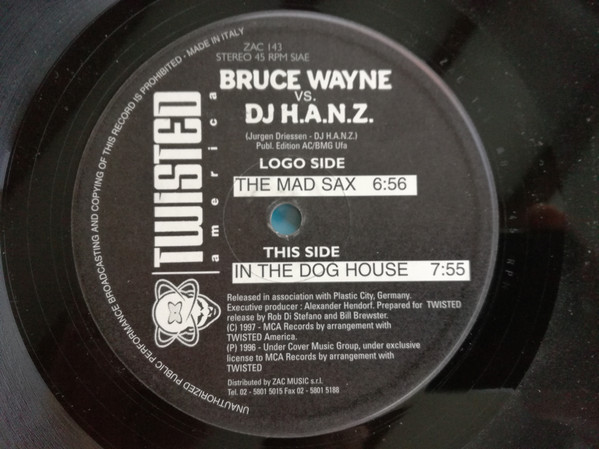 ZAC 143
STEREO 45 RPM SIAE
BRUCE WAYNE
VS.
DJ H.A.N.Z.
(Jurgen Driessen - DJ H.A.N.Z.)
Publ. Edition AC/BMG Ufa
LOGO SIDE
THE MAD SAX 6:56
THIS SIDE
IN THE DOG HOUSE 7:55
TWiSTED
america
Released in association with Plastic City, Germany.
Executive producer : Alexander Hendorf. Prepared for TWISTED
release by Rob Di Stefano and Bill Brewster.
(C) 1997 - MCA Records by arrangement with
TWISTED America.
(P) 1996 - Under Cover Music Group, under exclusive
license to MCA Records by arrangement with
TWISTED
Distributed by ZAC MUSIC s.r.l.
Tel. 02 - 5801 5015 Fax 02 - 5801 5188
UNAUTHORIZED PUBLIC PERFORMANCE BROADCASTING AND COPYING OF THIS RECORD IS PROHIBITED - MADE IN ITALY